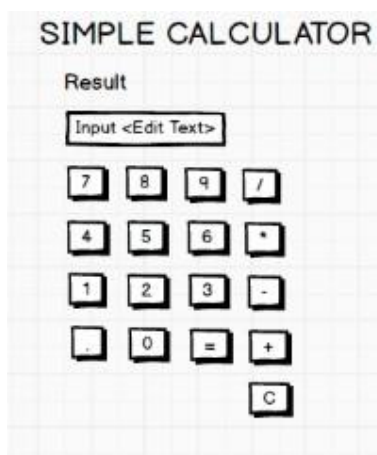 SIMPLE CALCULATOR
Result
Input <Edit Text>
7 8 9 /
4 5 6 *
1 2 3 -
. 0 = +
C